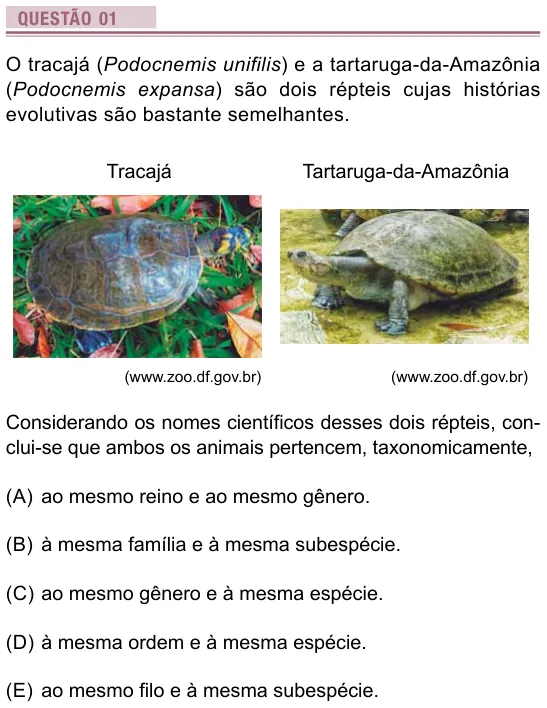 QUESTÃO 01
O tracajá (Podocnemis unifilis) e a tartaruga-da-Amazônia
(Podocnemis expansa) são dois répteis cujas histórias
evolutivas são bastante semelhantes.
Tracajá
Tartaruga-da-Amazônia
(www.zoo.df.gov.br)
(www.zoo.df.gov.br)
Considerando os nomes científicos desses dois répteis, con-
clui-se que ambos os animais pertencem, taxonomicamente,
(A) ao mesmo reino e ao mesmo gênero.
(B) à mesma família e à mesma subespécie.
(C) ao mesmo gênero e à mesma espécie.
(D) à mesma ordem e à mesma espécie.
(E) ao mesmo filo e à mesma subespécie.